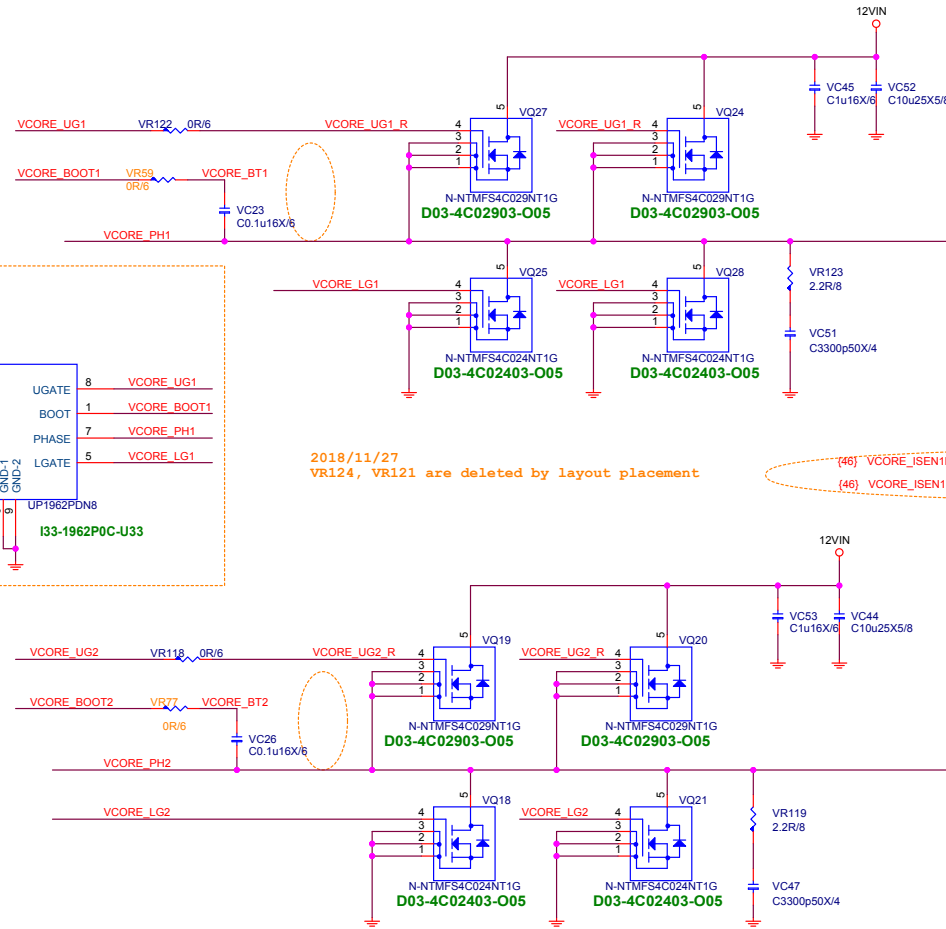 12VIN
VC45
C1u16X/6
VC52
C10u25X5/8
VCORE_UG1
VR122
0R/6
VCORE_UG1_R
4
3
2
1
5
VQ27
N-NTMFS4C029NT1G
D03-4C02903-O05
VCORE_UG1_R
4
3
2
1
5
VQ24
N-NTMFS4C029NT1G
D03-4C02903-O05
VCORE_BOOT1
VR59
0R/6
VCORE_BT1
VC23
C0.1u16X/6
VCORE_PH1
VCORE_LG1
4
3
2
1
5
VQ25
N-NTMFS4C024NT1G
D03-4C02403-O05
VCORE_LG1
4
3
2
1
5
VQ28
N-NTMFS4C024NT1G
D03-4C02403-O05
VR123
2.2R/8
VC51
C3300p50X/4
UGATE
8
VCORE_UG1
BOOT
1
VCORE_BOOT1
PHASE
7
VCORE_PH1
LGATE
5
VCORE_LG1
GND-1
GND-2
9
UP1962PDN8
I33-1962P0C-U33
2018/11/27
VR124, VR121 are deleted by layout placement
{46} VCORE_ISEN1
{46} VCORE_ISEN1
12VIN
VC53
C1u16X/6
VC44
C10u25X5/8
VCORE_UG2
VR118
0R/6
VCORE_UG2_R
4
3
2
1
5
VQ19
N-NTMFS4C029NT1G
D03-4C02903-O05
VCORE_UG2_R
4
3
2
1
5
VQ20
N-NTMFS4C029NT1G
D03-4C02903-O05
VCORE_BOOT2
VR77
0R/6
VCORE_BT2
VC26
C0.1u16X/6
VCORE_PH2
VCORE_LG2
4
3
2
1
5
VQ18
N-NTMFS4C024NT1G
D03-4C02403-O05
VCORE_LG2
4
3
2
1
5
VQ21
N-NTMFS4C024NT1G
D03-4C02403-O05
VR119
2.2R/8
VC47
C3300p50X/4